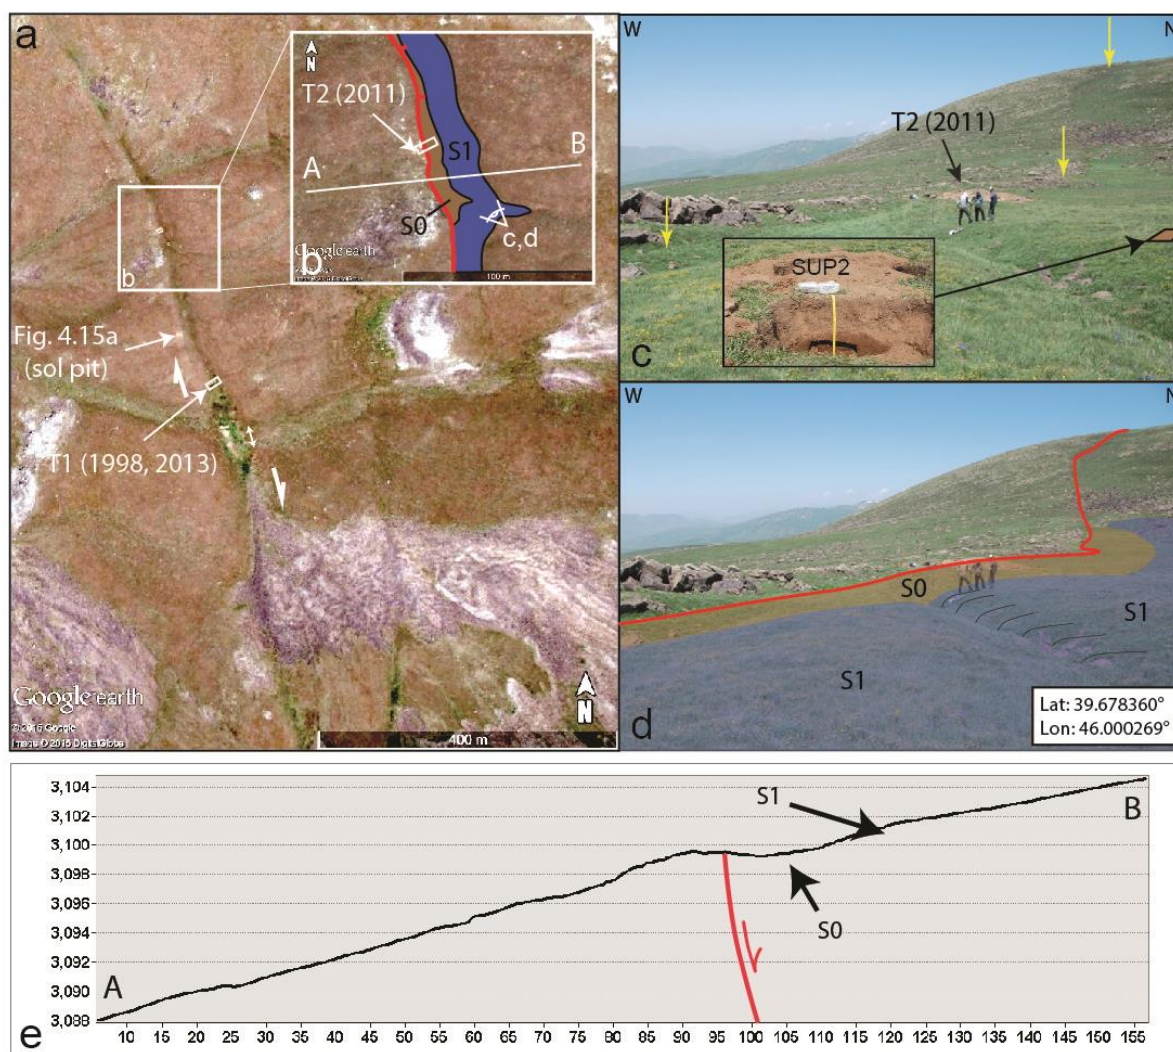 a
b
Fig. 4.15a
(sol pit)
T1 (1998, 2013)
Google earth
© 2016 Google
Image © 2016 DigitalGlobe
N
400 m
N
T2 (2011)
A
B
S1
S0
c,d
Google earth
b
100 m
W
N
T2 (2011)
SUP2
c
W
N
S0
S1
S1
d
Lat: 39.678360°
Lon: 46.000269°
3,104
3,102
3,100
3,098
3,096
3,094
3,092
3,090
3,088
S1
B
S0
A
e
10 15 20 25 30 35 40 45 50 55 60 65 70 75 80 85 90 95 100 105 110 115 120 125 130 135 140 145 150 155